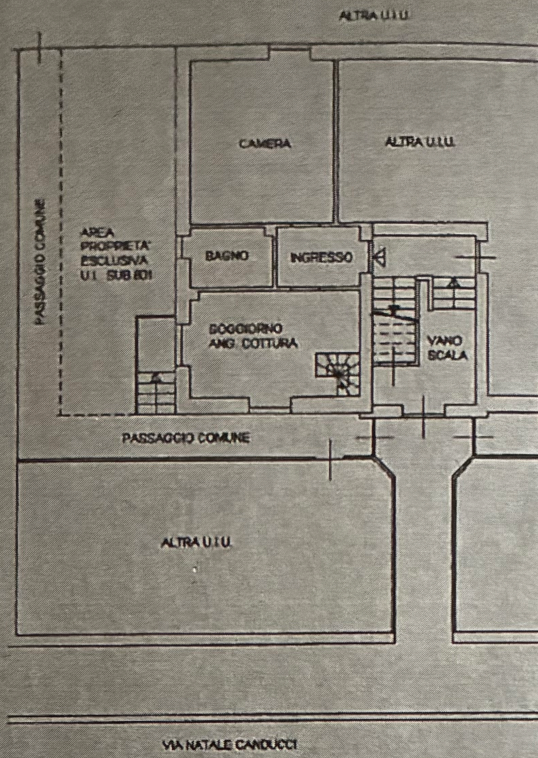 ALTRA U.I.U.
CAMERA
ALTRA U.I.U.
PASSAGGIO COMUNE
AREA
PROPRIETA'
ESCLUSIVA
U.I. SUB 801
BAGNO
INGRESSO
SOGGIORNO
ANG. COTTURA
VANO
SCALA
PASSAGGIO COMUNE
ALTRA U.I.U.
VIA NATALE CANDUCCI